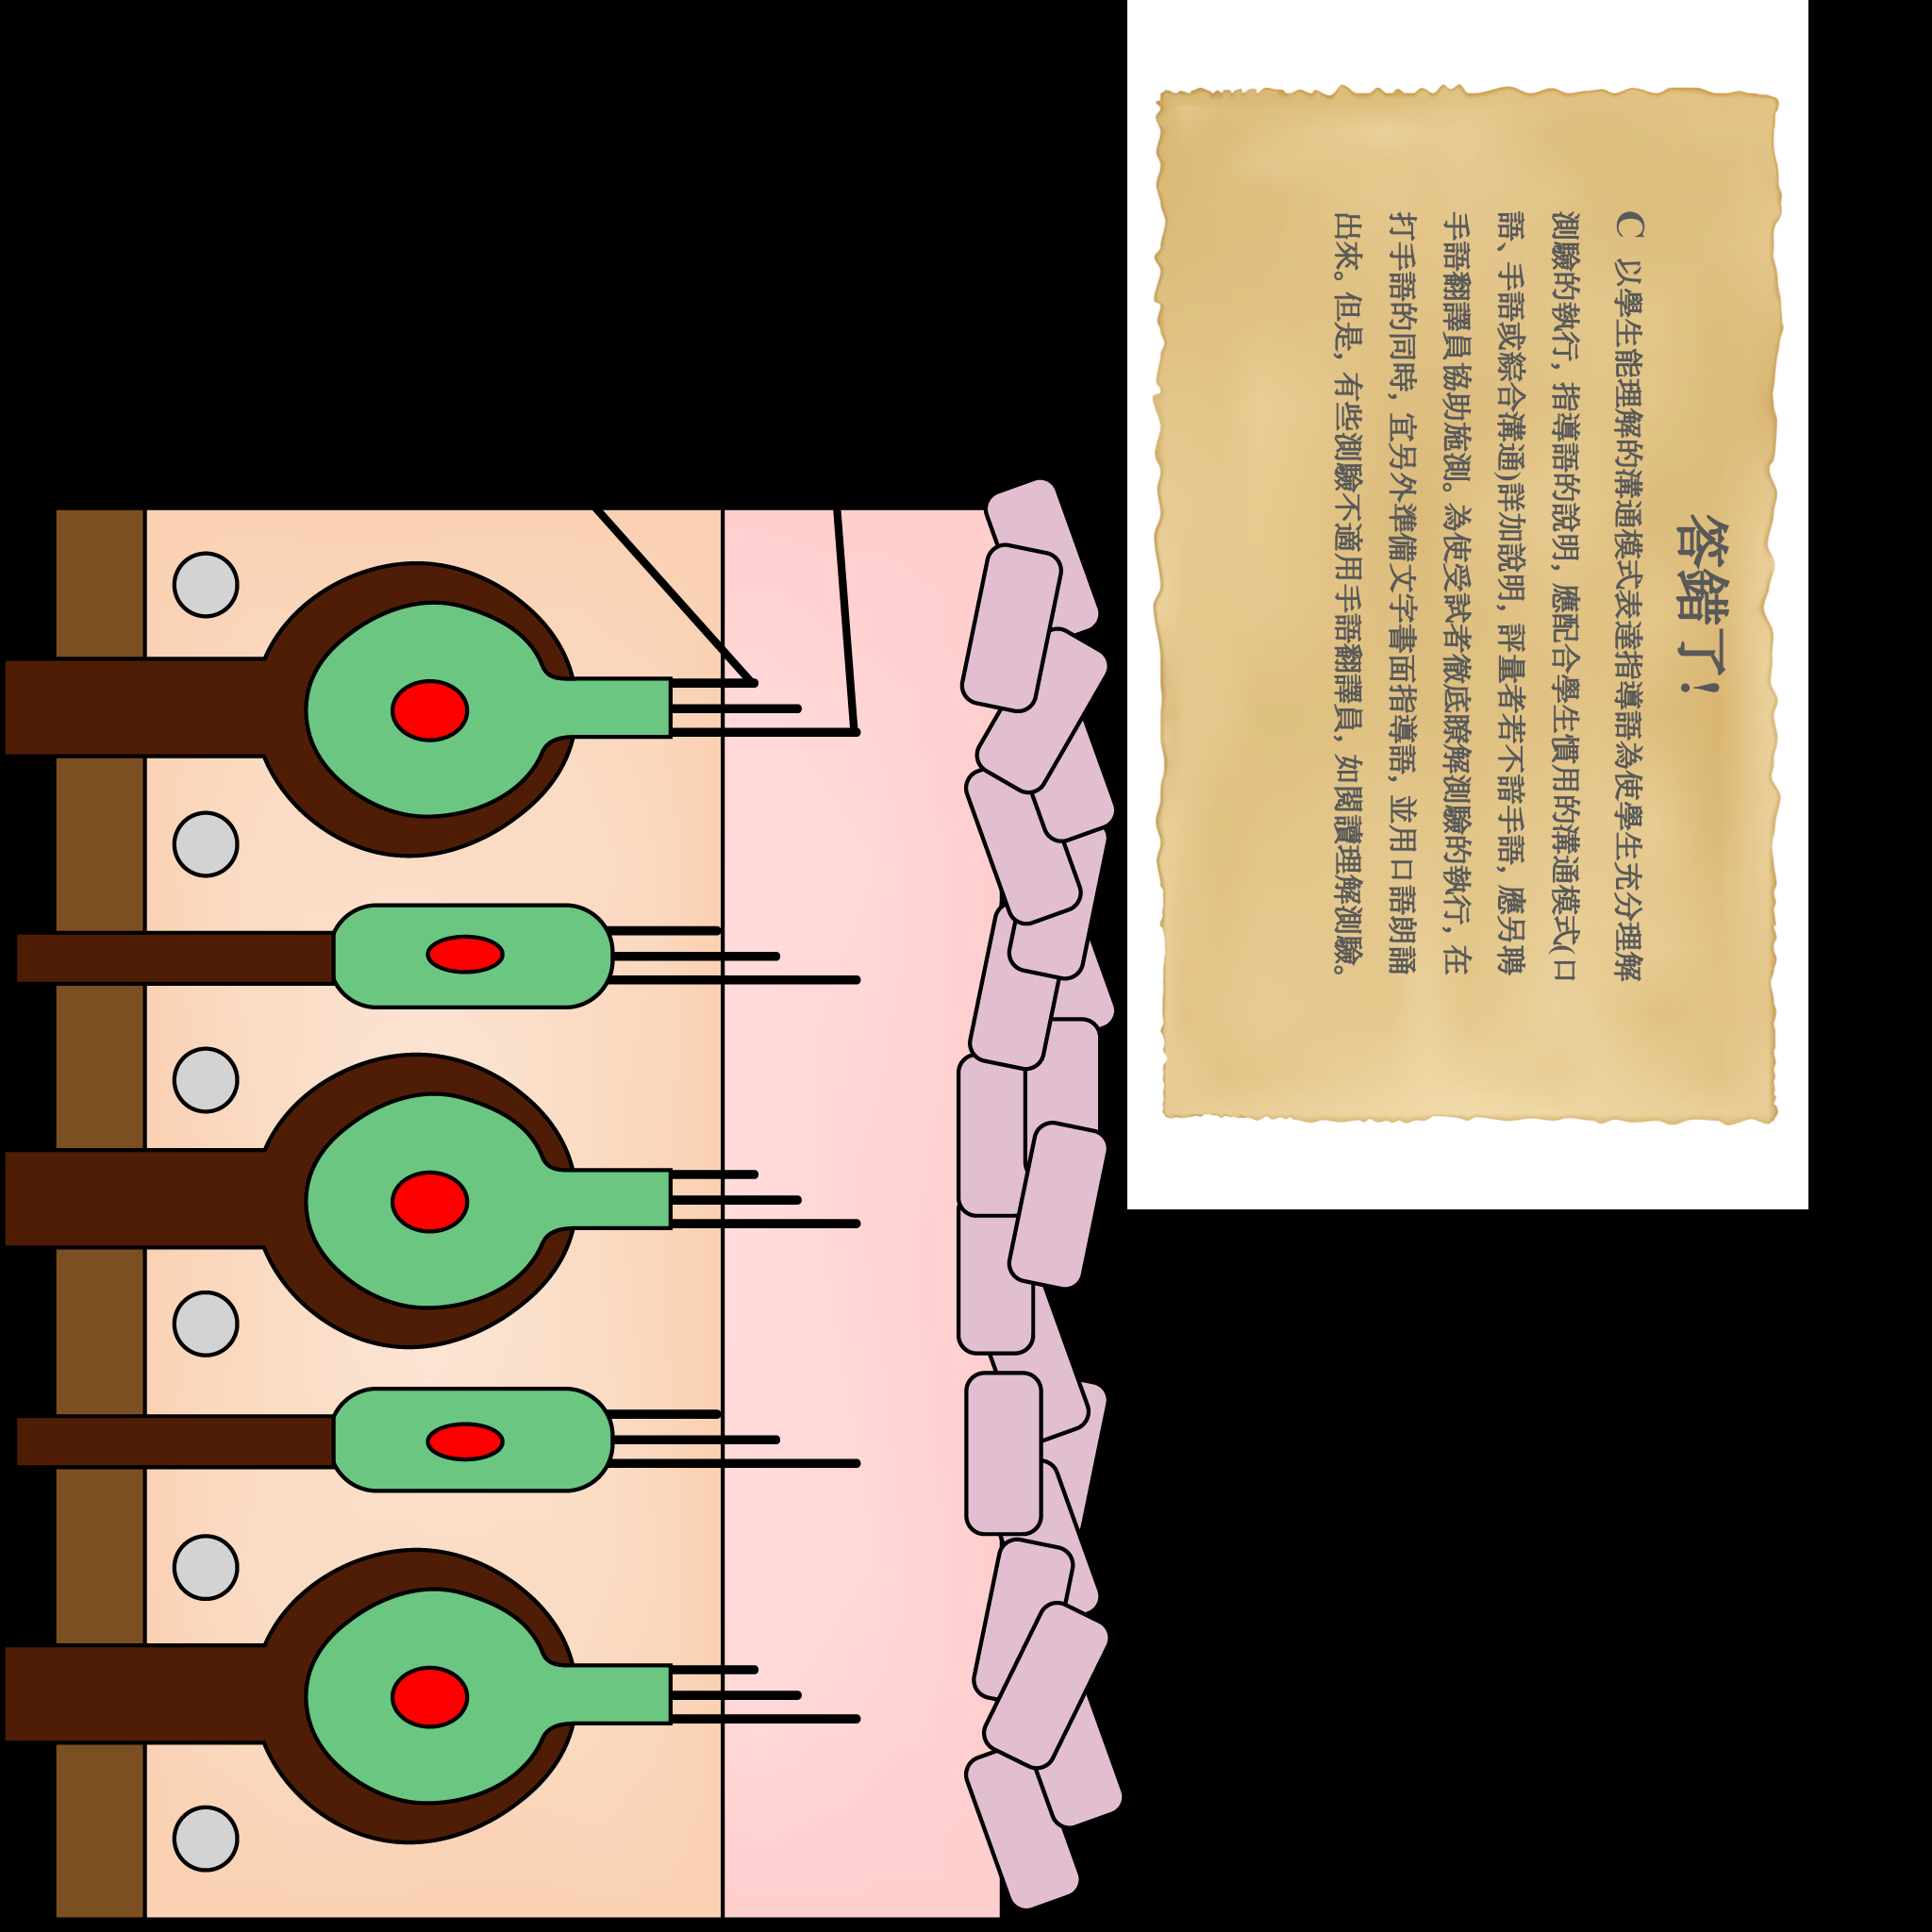 答錯了！
C 以學生能理解的溝通模式表達指導語為使學生充分理解
測驗的執行，指導語的說明，應配合學生慣用的溝通模式(口
語、手語或綜合溝通)詳加說明，評量者若不諳手語，應另聘
手語翻譯員協助施測。為使受試者徹底瞭解測驗的執行，在
打手語的同時，宜另外準備文字書面指導語，並用口語朗誦
出來。但是，有些測驗不適用手語翻譯員，如閱讀理解測驗。